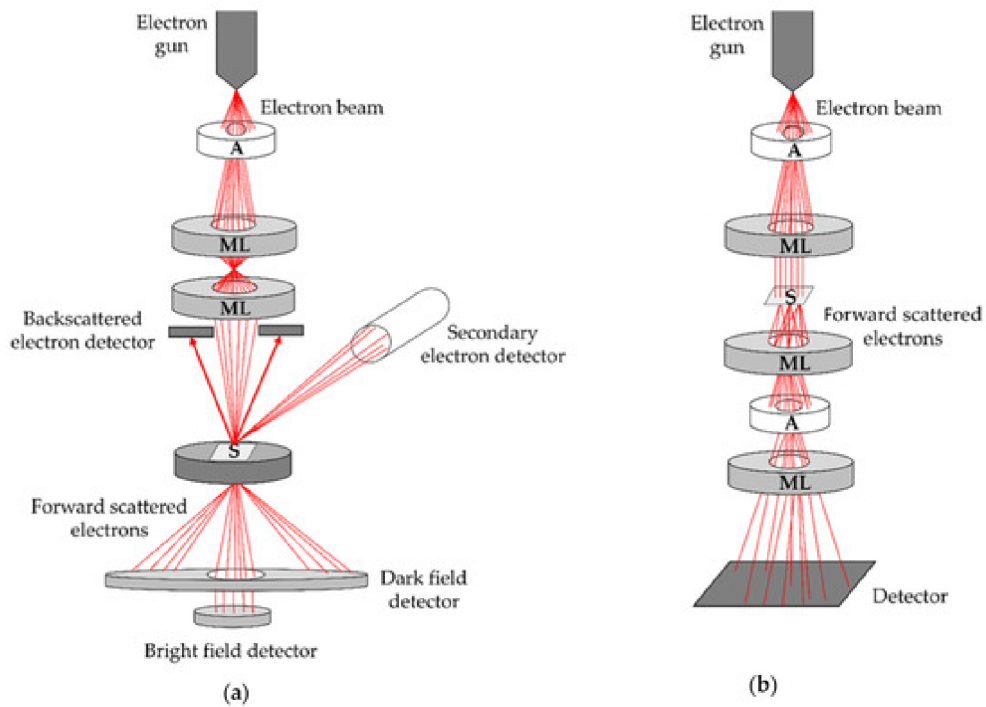 Electron
gun
Electron beam
A
ML
ML
Backscattered
electron detector
Secondary
electron detector
S
Forward scattered
electrons
Dark field
detector
Bright field detector
(a)
Electron
gun
Electron beam
A
ML
S
Forward scattered
electrons
ML
A
ML
Detector
(b)